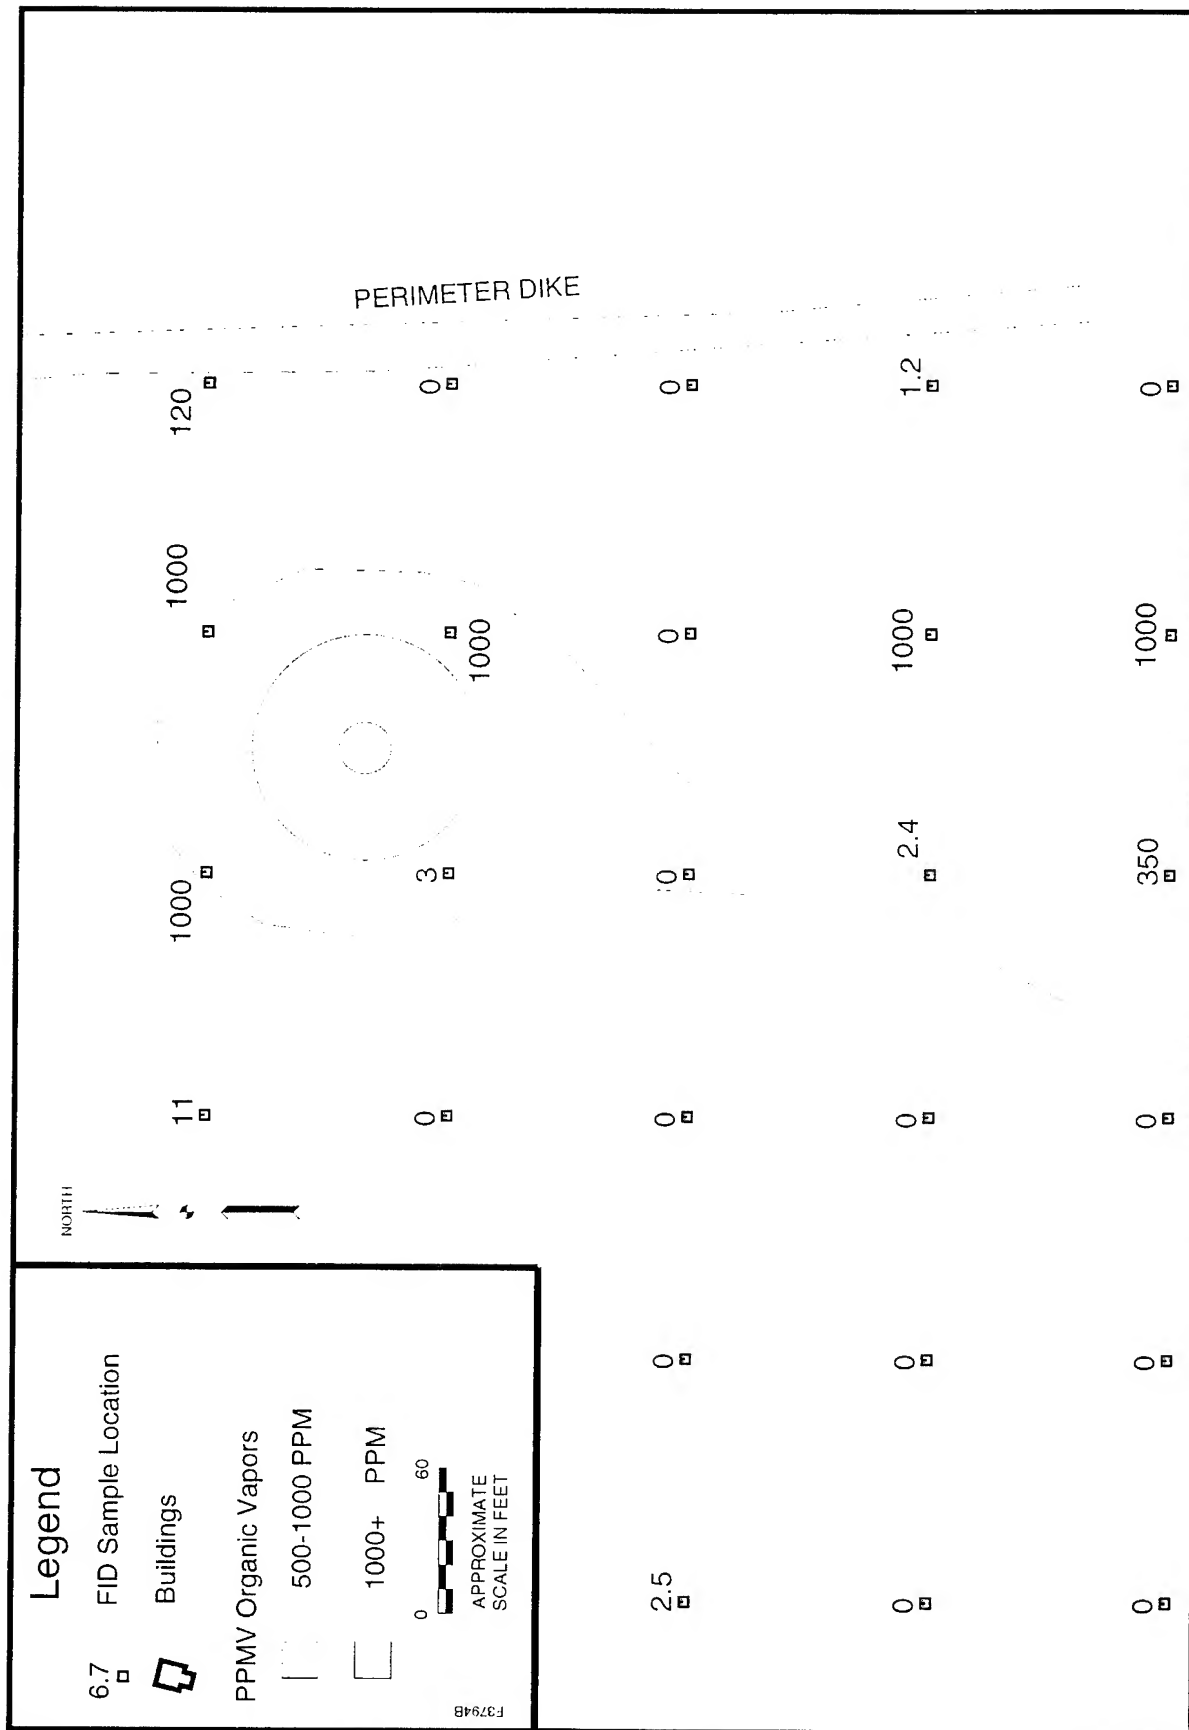 Legend
6.7
FID Sample Location
Buildings
PPMV Organic Vapors
500-1000 PPM
1000+ PPM
0 60
APPROXIMATE
SCALE IN FEET
F3794B
NORTH
PERIMETER DIKE
11 1000 1000 120
0 3 1000 0
2.5 0 0 0 0 0
0 0 0 2.4 1000 1.2
0 0 0 350 1000 0